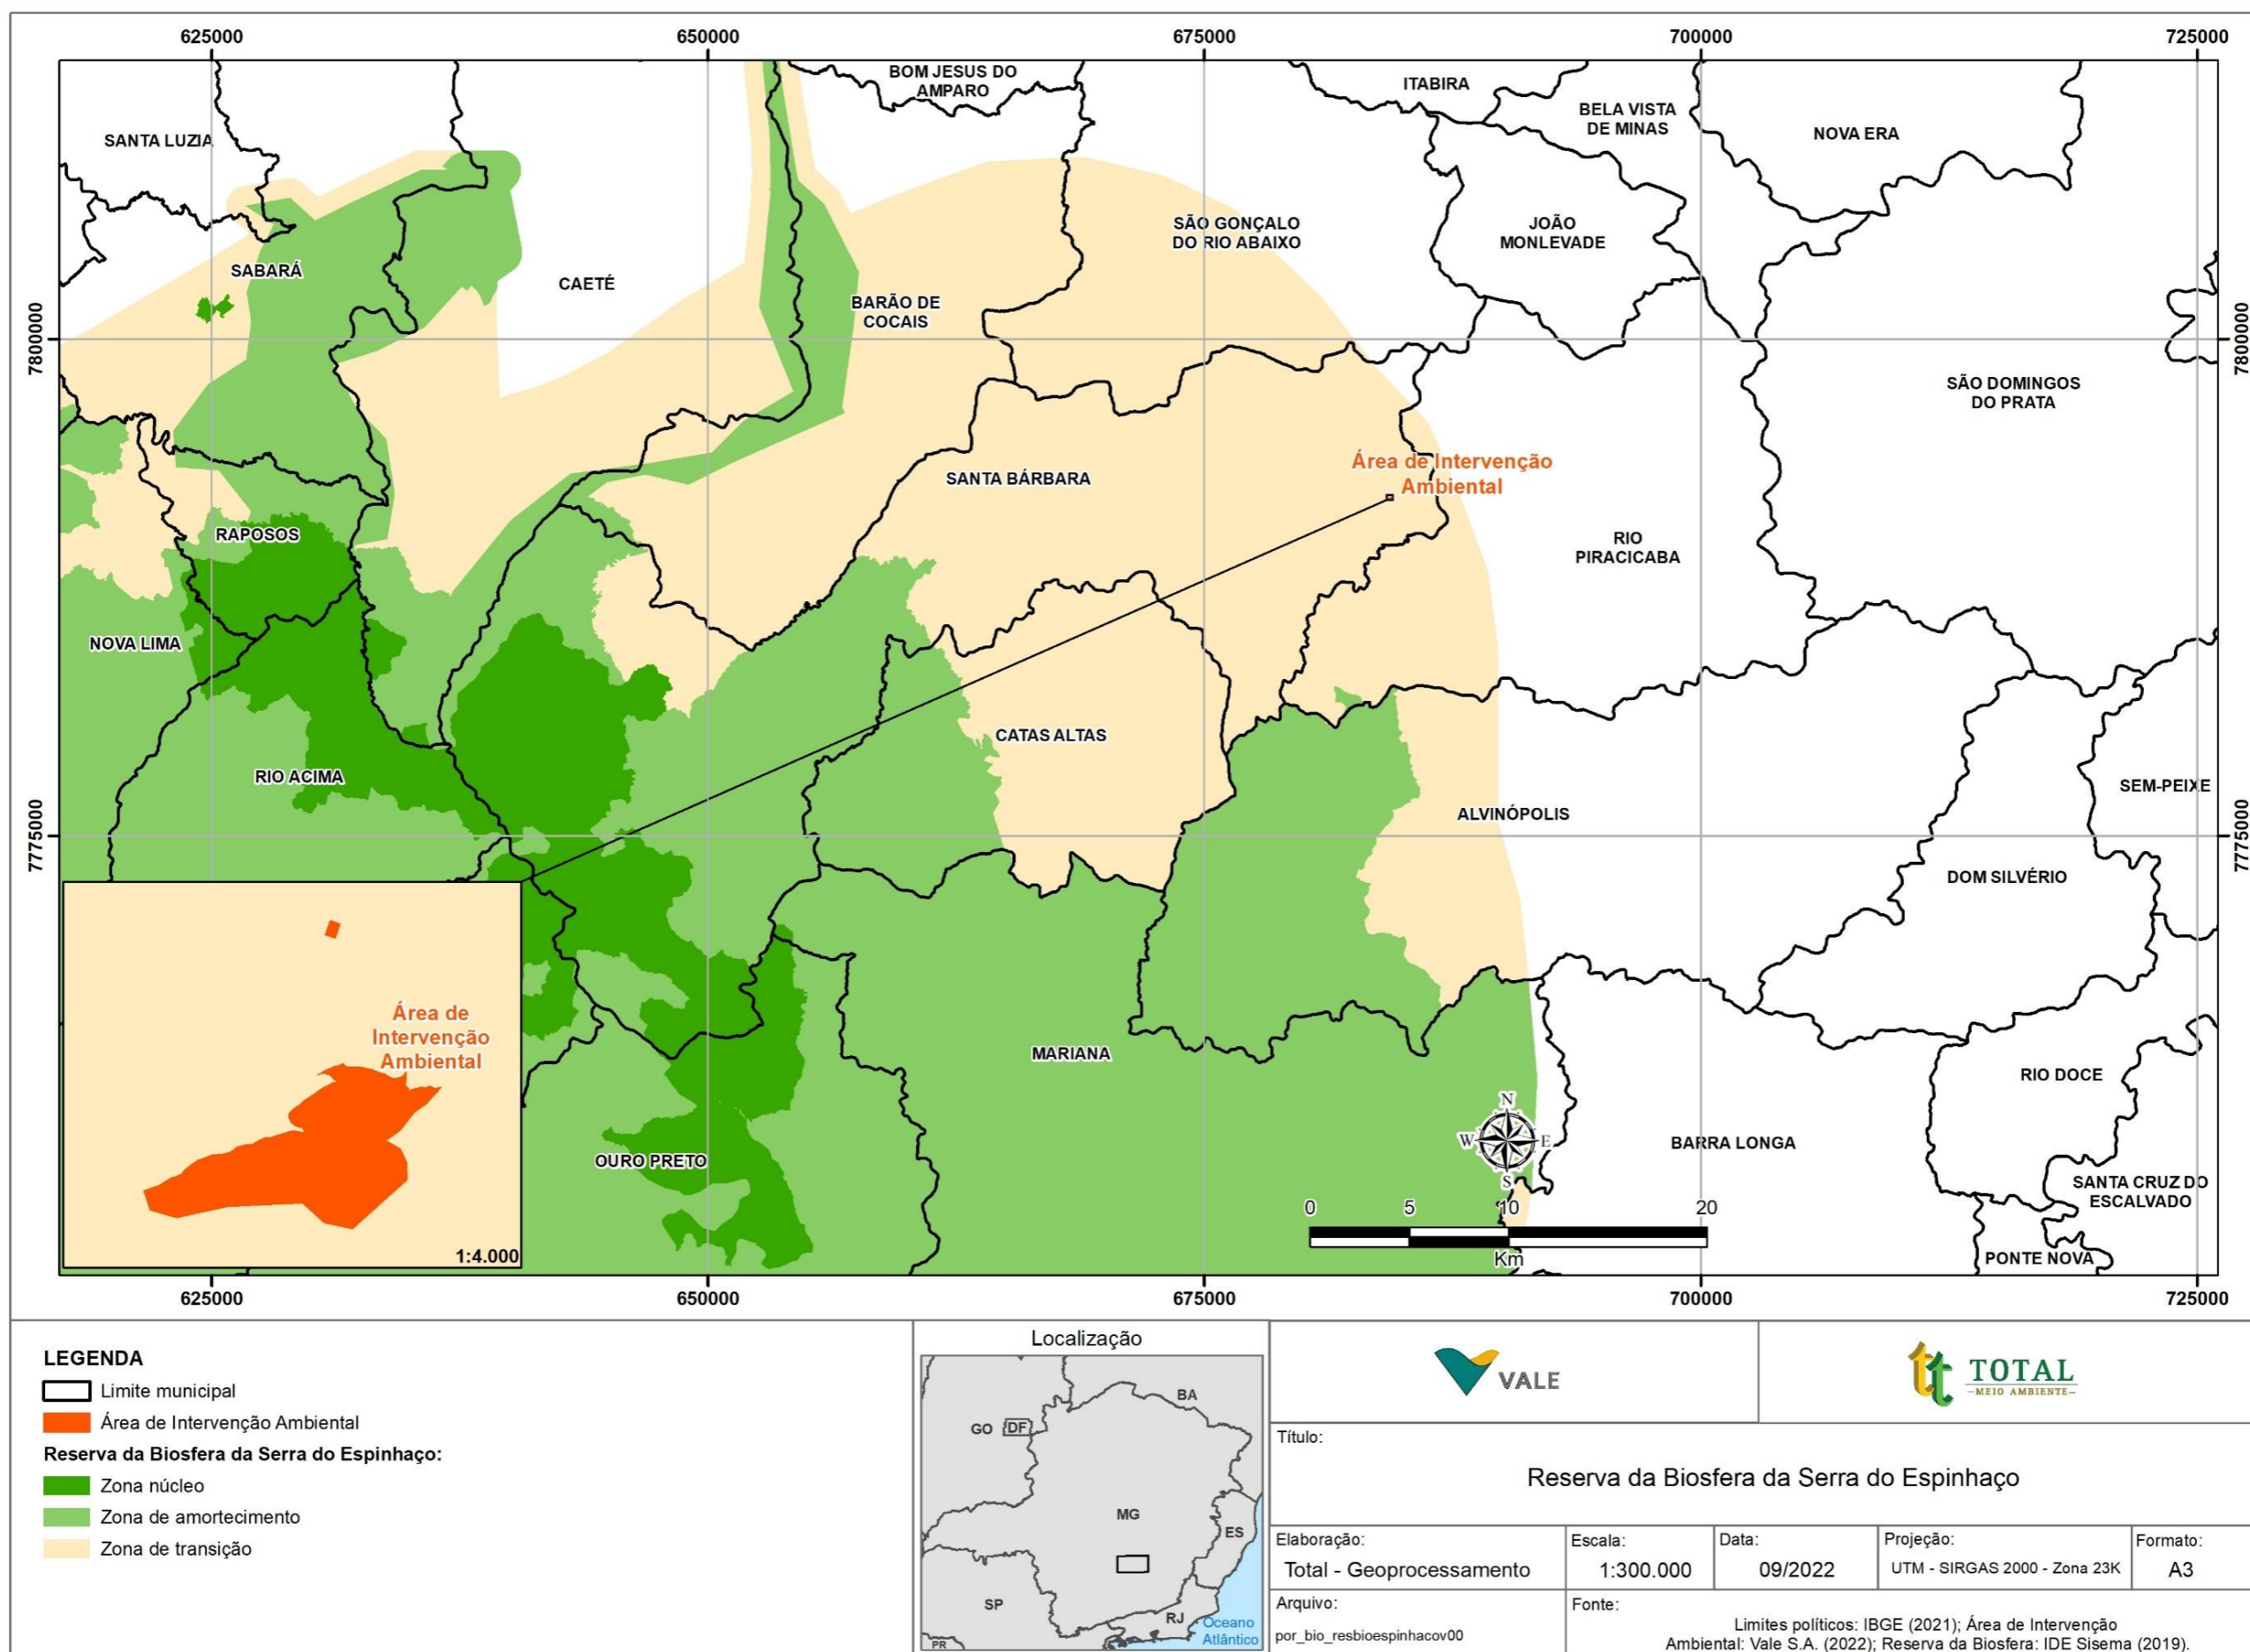 625000
650000
675000
700000
725000
BOM JESUS DO
AMPARO
ITABIRA
BELA VISTA
DE MINAS
NOVA ERA
SANTA LUZIA
SÃO GONÇALO
DO RIO ABAIXO
JOÃO
MONLEVADE
SABARÁ
CAETÉ
BARÃO DE
COCAIS
7800000
7800000
SÃO DOMINGOS
DO PRATA
SANTA BÁRBARA
Área de Intervenção
Ambiental
RAPOSOS
RIO
PIRACICABA
NOVA LIMA
CATAS ALTAS
RIO ACIMA
SEM-PEIXE
ALVINÓPOLIS
7775000
7775000
DOM SILVÉRIO
Área de
Intervenção
Ambiental
MARIANA
RIO DOCE
N
W
E
S
BARRA LONGA
OURO PRETO
SANTA CRUZ DO
ESCALVADO
0
5
10
20
Km
PONTE NOVA
1:4.000
625000
650000
675000
700000
725000
LEGENDA
Limite municipal
Área de Intervenção Ambiental
Reserva da Biosfera da Serra do Espinhaço:
Zona núcleo
Zona de amortecimento
Zona de transição
Localização
BA
GO
DF
MG
ES
SP
RJ
PR
Oceano
Atlântico
VALE
TOTAL
MEIO AMBIENTE
Título:
Reserva da Biosfera da Serra do Espinhaço
Elaboração:
Total - Geoprocessamento
Escala:
1:300.000
Data:
09/2022
Projeção:
UTM - SIRGAS 2000 - Zona 23K
Formato:
A3
Arquivo:
por_bio_resbioespinhacov00
Fonte:
Limites políticos: IBGE (2021); Área de Intervenção
Ambiental: Vale S.A. (2022); Reserva da Biosfera: IDE Sisema (2019).